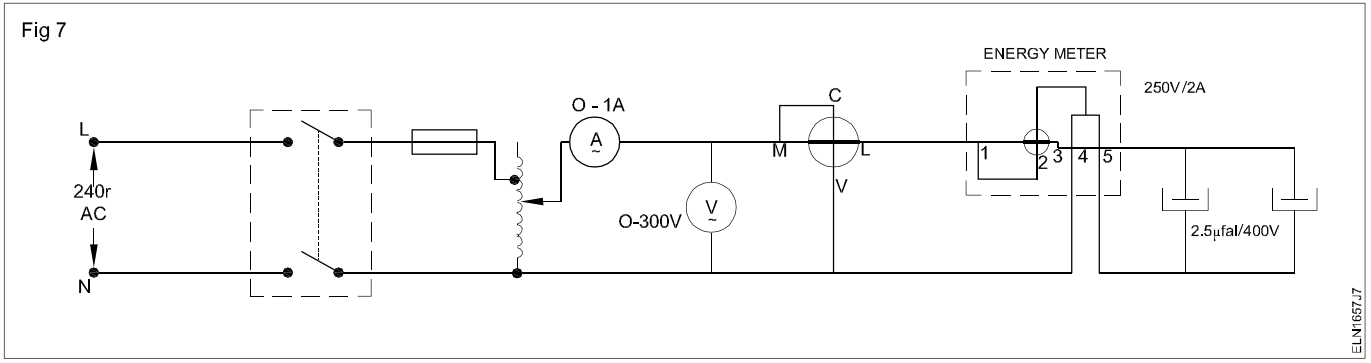 Fig 7
ENERGY METER
250V/2A
O - 1A
C
L
A
~
M
L
1
2
3
4
5
240r
AC
V
O-300V
V
~
2.5µfal/400V
N
ELN1657J7